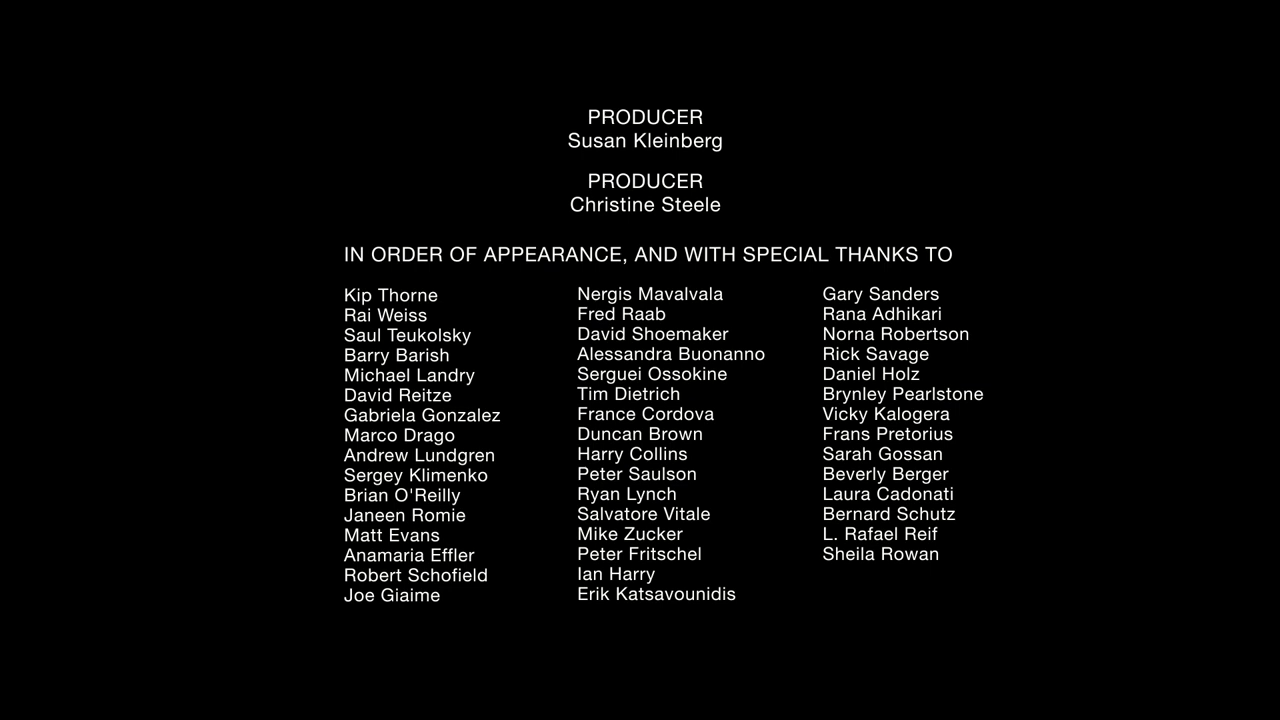 PRODUCER
Susan Kleinberg
PRODUCER
Christine Steele
IN ORDER OF APPEARANCE, AND WITH SPECIAL THANKS TO
Kip Thorne
Rai Weiss
Saul Teukolsky
Barry Barish
Michael Landry
David Reitze
Gabriela Gonzalez
Marco Drago
Andrew Lundgren
Sergey Klimenko
Brian O'Reilly
Janeen Romie
Matt Evans
Anamaria Effler
Robert Schofield
Joe Giaime
Nergis Mavalvala
Fred Raab
David Shoemaker
Alessandra Buonanno
Serguei Ossokine
Tim Dietrich
France Cordova
Duncan Brown
Harry Collins
Peter Saulson
Ryan Lynch
Salvatore Vitale
Mike Zucker
Peter Fritschel
Ian Harry
Erik Katsavounidis
Gary Sanders
Rana Adhikari
Norna Robertson
Rick Savage
Daniel Holz
Brynley Pearlstone
Vicky Kalogera
Frans Pretorius
Sarah Gossan
Beverly Berger
Laura Cadonati
Bernard Schutz
L. Rafael Reif
Sheila Rowan